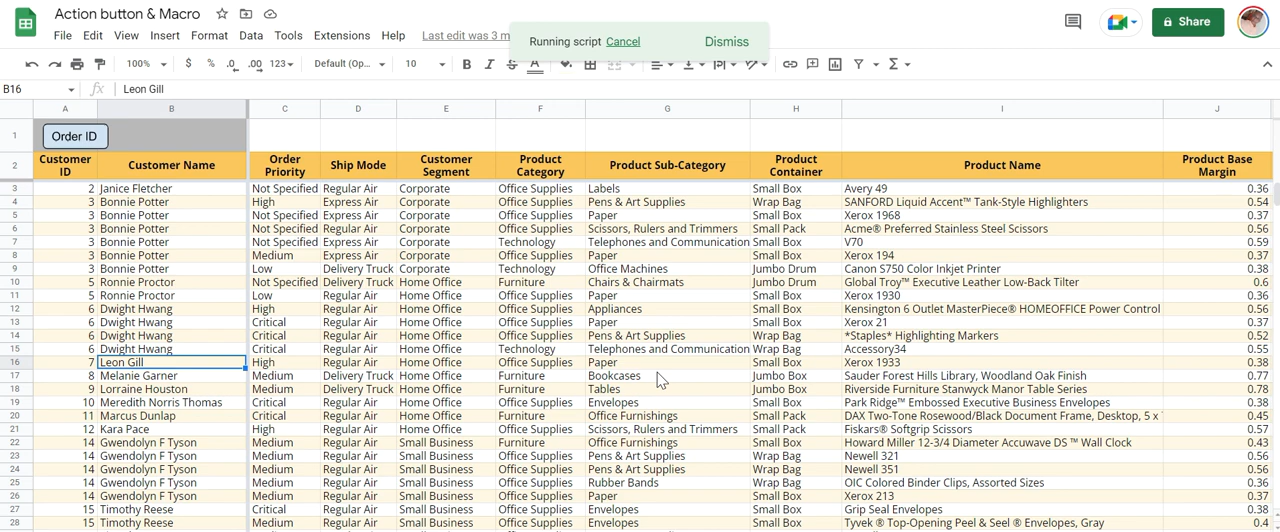 Action button & Macro
File Edit View Insert Format Data Tools Extensions Help Last edit was 3 m
Running script Cancel Dismiss
Share
100% $ % .0 .00 123 Default (Op... 10 B I S A Σ
B16 fx Leon Gill
A B C D E F G H I J
1 Order ID
2 Customer ID Customer Name Order Priority Ship Mode Customer Segment Product Category Product Sub-Category Product Container Product Name Product Base Margin
3 2 Janice Fletcher Not Specified Regular Air Corporate Office Supplies Labels Small Box Avery 49 0.36
4 3 Bonnie Potter High Express Air Corporate Office Supplies Pens & Art Supplies Wrap Bag SANFORD Liquid Accent™ Tank-Style Highlighters 0.54
5 3 Bonnie Potter Not Specified Express Air Corporate Office Supplies Paper Small Box Xerox 1968 0.37
6 3 Bonnie Potter Not Specified Regular Air Corporate Office Supplies Scissors, Rulers and Trimmers Small Pack Acme® Preferred Stainless Steel Scissors 0.56
7 3 Bonnie Potter Not Specified Express Air Corporate Technology Telephones and Communication Small Box V70 0.59
8 3 Bonnie Potter Medium Express Air Corporate Office Supplies Paper Small Box Xerox 194 0.37
9 3 Bonnie Potter Low Delivery Truck Corporate Technology Office Machines Jumbo Drum Canon S750 Color Inkjet Printer 0.38
10 5 Ronnie Proctor Not Specified Delivery Truck Home Office Furniture Chairs & Chairmats Jumbo Drum Global Troy™ Executive Leather Low-Back Tilter 0.6
11 5 Ronnie Proctor Low Regular Air Home Office Office Supplies Paper Small Box Xerox 1930 0.36
12 6 Dwight Hwang High Regular Air Home Office Office Supplies Appliances Small Box Kensington 6 Outlet MasterPiece® HOMEOFFICE Power Control 0.56
13 6 Dwight Hwang Critical Regular Air Home Office Office Supplies Paper Small Box Xerox 21 0.37
14 6 Dwight Hwang Critical Regular Air Home Office Office Supplies Pens & Art Supplies Wrap Bag *Staples* Highlighting Markers 0.52
15 6 Dwight Hwang Critical Regular Air Home Office Technology Telephones and Communication Wrap Bag Accessory34 0.55
16 7 Leon Gill High Regular Air Home Office Office Supplies Paper Small Box Xerox 1933 0.38
17 8 Melanie Garner Medium Delivery Truck Home Office Furniture Bookcases Jumbo Box Sauder Forest Hills Library, Woodland Oak Finish 0.77
18 9 Lorraine Houston Medium Delivery Truck Home Office Furniture Tables Jumbo Box Riverside Furniture Stanwyck Manor Table Series 0.78
19 10 Meredith Norris Thomas Critical Regular Air Home Office Office Supplies Envelopes Small Box Park Ridge™ Embossed Executive Business Envelopes 0.38
20 11 Marcus Dunlap Critical Regular Air Home Office Furniture Office Furnishings Small Pack DAX Two-Tone Rosewood/Black Document Frame, Desktop, 5 x 0.45
21 12 Kara Pace High Regular Air Home Office Office Supplies Scissors, Rulers and Trimmers Small Pack Fiskars® Softgrip Scissors 0.57
22 14 Gwendolyn F Tyson Medium Regular Air Small Business Furniture Office Furnishings Small Box Howard Miller 12-3/4 Diameter Accuwave DS ™ Wall Clock 0.43
23 14 Gwendolyn F Tyson Medium Regular Air Small Business Office Supplies Pens & Art Supplies Wrap Bag Newell 321 0.56
24 14 Gwendolyn F Tyson Medium Regular Air Small Business Office Supplies Pens & Art Supplies Wrap Bag Newell 351 0.56
25 14 Gwendolyn F Tyson Medium Regular Air Small Business Office Supplies Rubber Bands Wrap Bag OIC Colored Binder Clips, Assorted Sizes 0.36
26 14 Gwendolyn F Tyson Medium Regular Air Small Business Office Supplies Paper Small Box Xerox 213 0.37
27 15 Timothy Reese Critical Regular Air Small Business Office Supplies Envelopes Small Box Grip Seal Envelopes 0.38
28 15 Timothy Reese Medium Regular Air Small Business Office Supplies Envelopes Small Box Tyvek ® Top-Opening Peel & Seel ® Envelopes, Gray 0.4